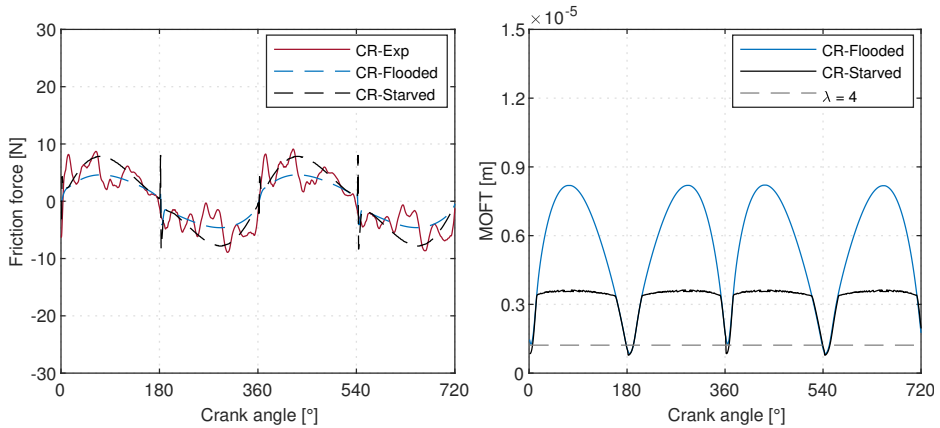 30
20
10
0
-10
-20
-30
Friction force [N]
CR-Exp
CR-Flooded
CR-Starved
0 180 360 540 720
Crank angle [°]
× 10^-5
1.5
1.2
0.9
0.6
0.3
0
MOFT [m]
CR-Flooded
CR-Starved
λ = 4
0 180 360 540 720
Crank angle [°]